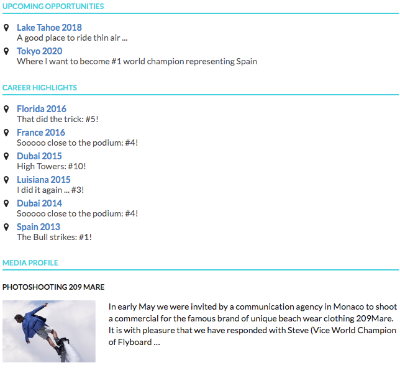 UPCOMING OPPORTUNITIES
Lake Tahoe 2018
A good place to ride thin air ...
Tokyo 2020
Where I want to become #1 world champion representing Spain
CAREER HIGHLIGHTS
Florida 2016
That did the trick: #5!
France 2016
Sooooo close to the podium: #4!
Dubai 2015
High Towers: #10!
Luisiana 2015
I did it again ... #3!
Dubai 2014
Sooooo close to the podium: #4!
Spain 2013
The Bull strikes: #1!
MEDIA PROFILE
PHOTOSHOOTING 209 MARE
In early May we were invited by a communication agency in Monaco to shoot
a commercial for the famous brand of unique beach wear clothing 209Mare.
It is with pleasure that we have responded with Steve (Vice World Champion
of Flyboard ...